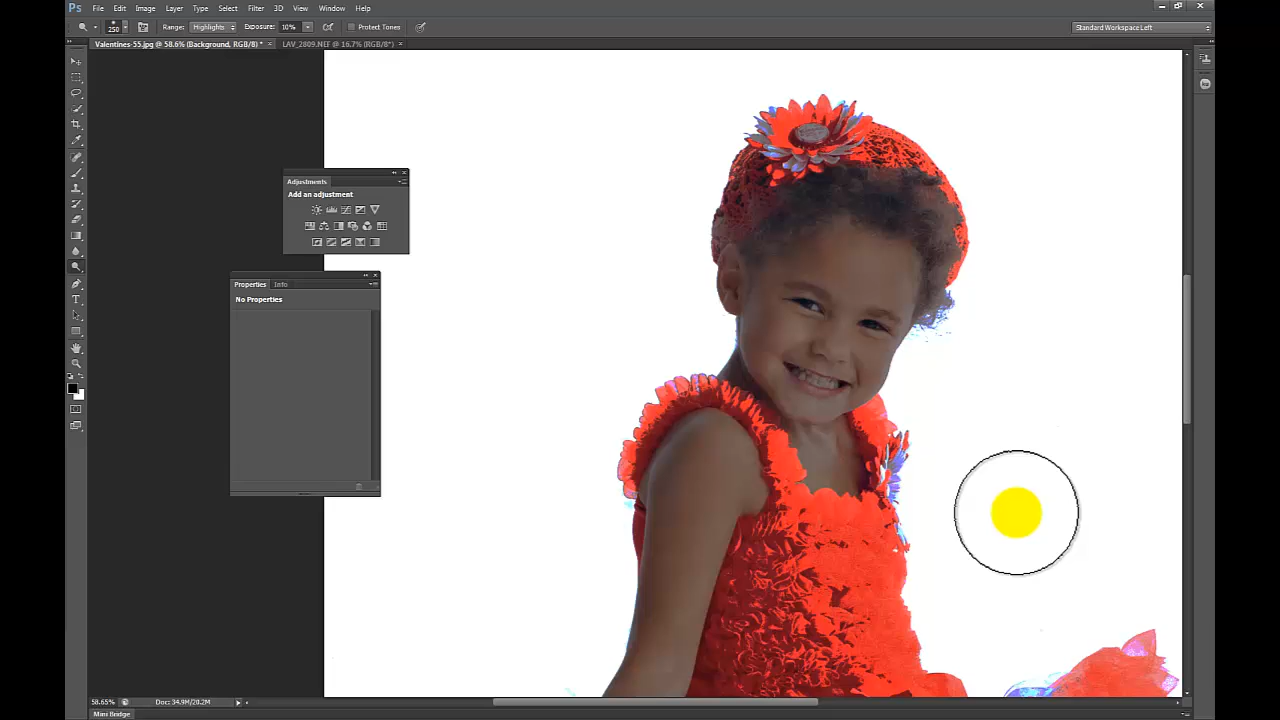 Ps File Edit Image Layer Type Select Filter 3D View Window Help
250 Range: Highlights Exposure: 10% Protect Tones Standard Workspace Left
Valentines-55.jpg @ 58.6% (Background, RGB/8) * × LAV_2809.NEF @ 16.7% (RGB/8*) ×
Adjustments
Add an adjustment
Properties Info
No Properties
58.65% Doc: 34.9M/20.2M
Mini Bridge